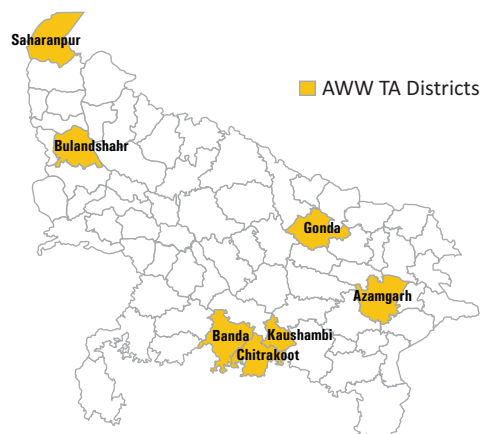 Saharanpur
AWW TA Districts
Bulandshahr
Gonda
Azamgarh
Banda
Kaushambi
Chitrakoot